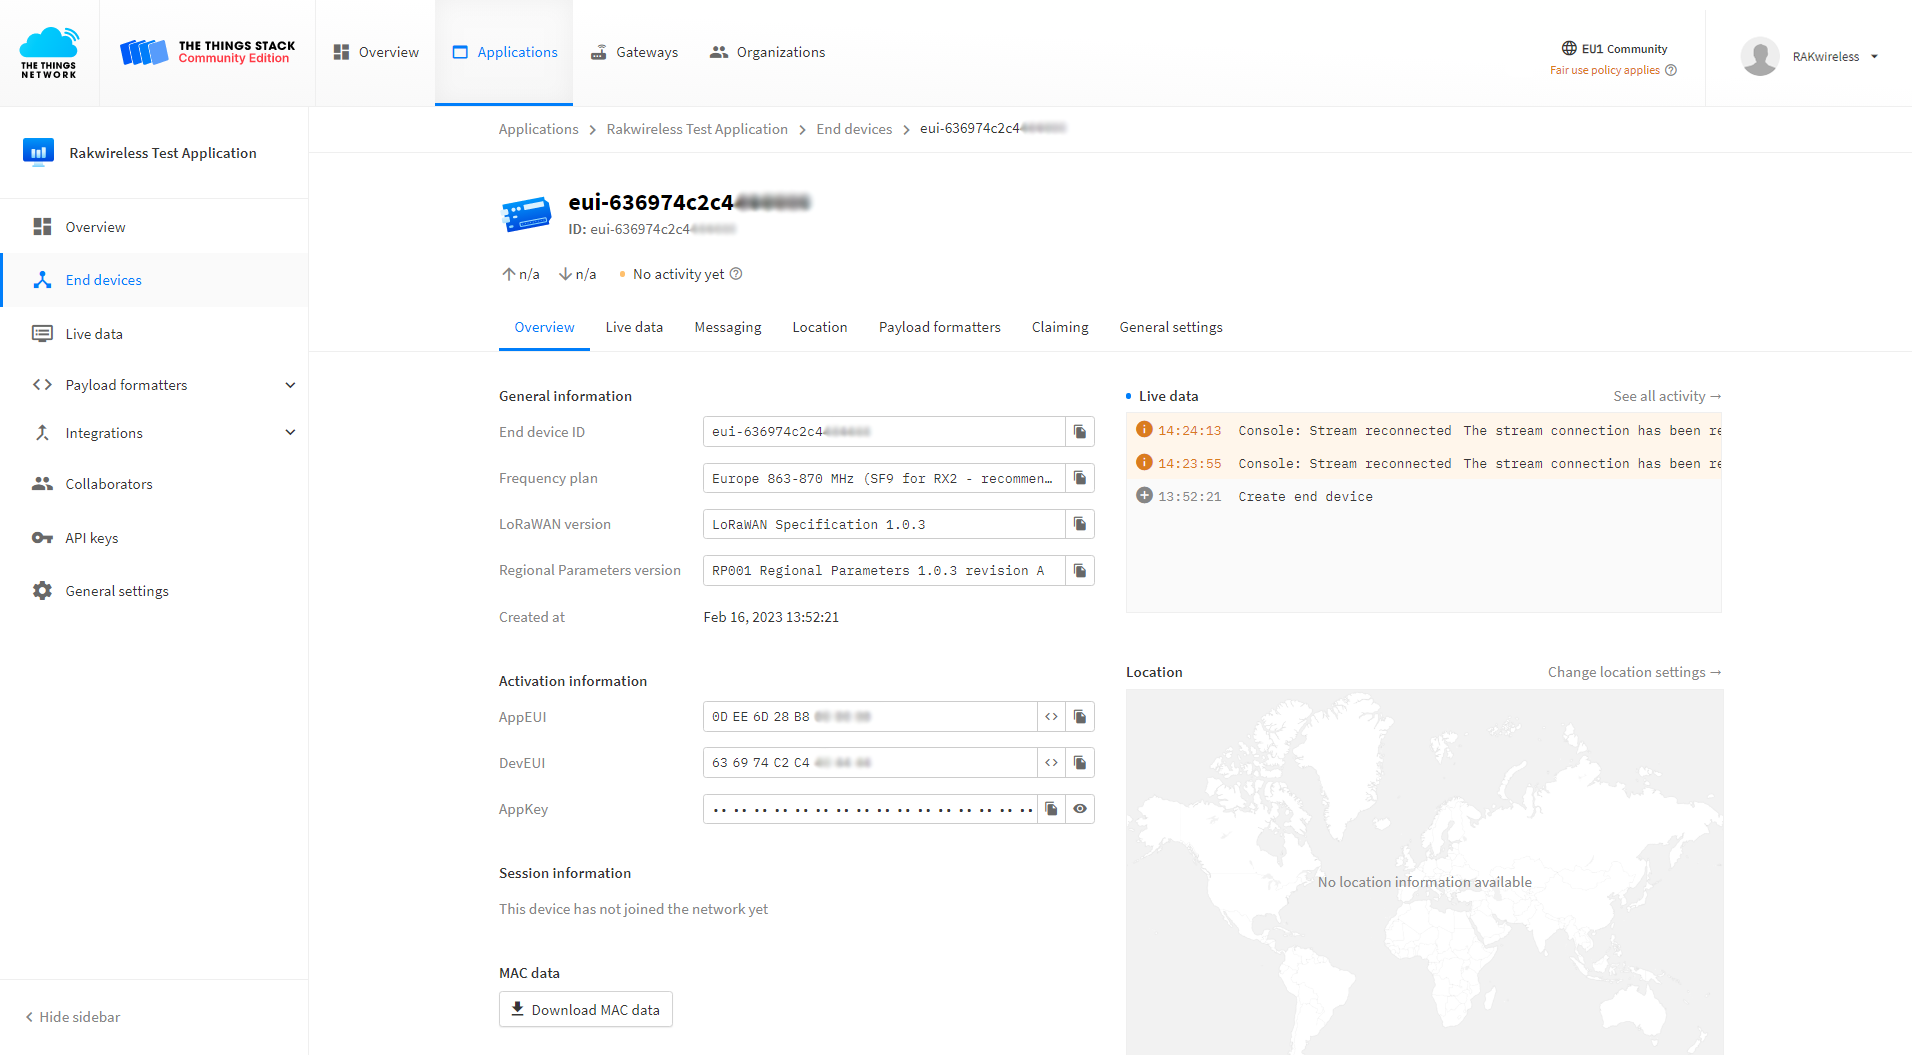 THE THINGS
NETWORK
THE THINGS STACK
Community Edition
Overview
Applications
Gateways
Organizations
EU1 Community
Fair use policy applies
RAKwireless
Rakwireless Test Application
Overview
End devices
Live data
Payload formatters
Integrations
Collaborators
API keys
General settings
Hide sidebar
Applications > Rakwireless Test Application > End devices > eui-636974c2c4
eui-636974c2c4
ID: eui-636974c2c4
↑ n/a ↓ n/a • No activity yet
Overview Live data Messaging Location Payload formatters Claiming General settings
General information
End device ID eui-636974c2c4
Frequency plan Europe 863-870 MHz (SF9 for RX2 - recommen…
LoRaWAN version LoRaWAN Specification 1.0.3
Regional Parameters version RP001 Regional Parameters 1.0.3 revision A
Created at Feb 16, 2023 13:52:21
Activation information
AppEUI 0D EE 6D 28 B8
DevEUI 63 69 74 C2 C4
AppKey
Session information
This device has not joined the network yet
MAC data
Download MAC data
Live data See all activity →
14:24:13 Console: Stream reconnected The stream connection has been re
14:23:55 Console: Stream reconnected The stream connection has been re
13:52:21 Create end device
Location Change location settings →
No location information available